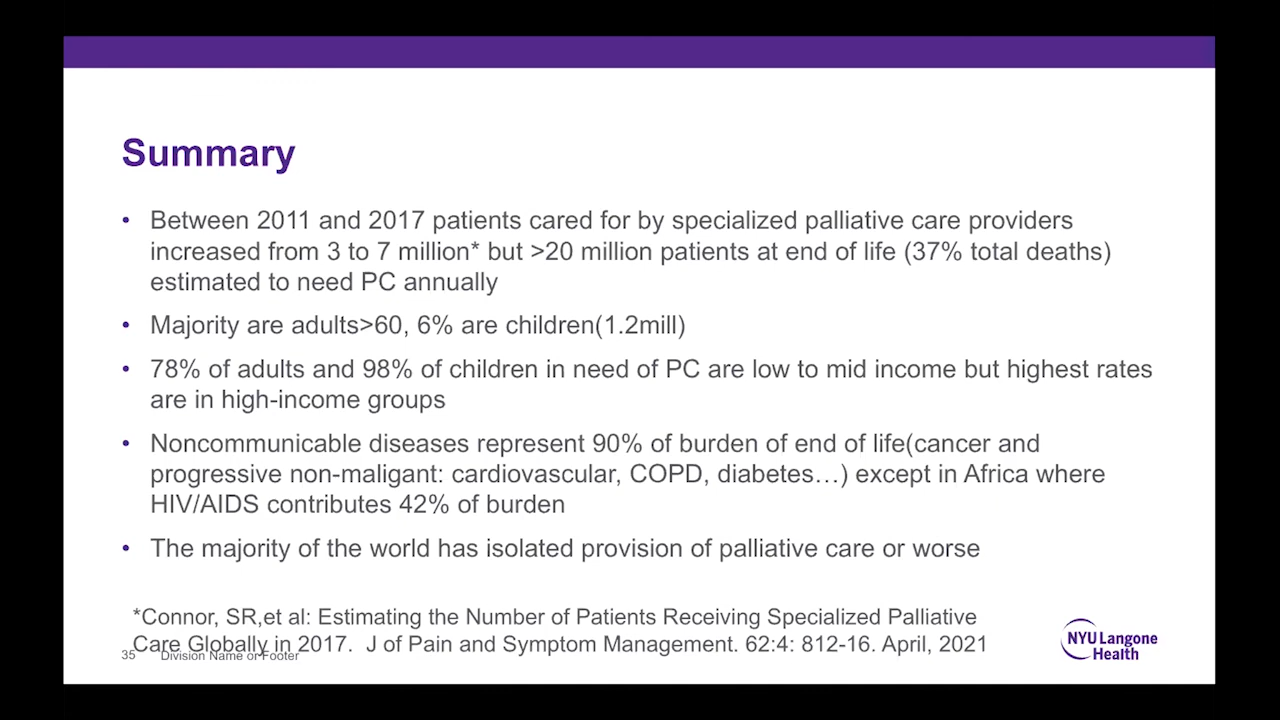 Summary
• Between 2011 and 2017 patients cared for by specialized palliative care providers
increased from 3 to 7 million* but >20 million patients at end of life (37% total deaths)
estimated to need PC annually
• Majority are adults>60, 6% are children(1.2mill)
• 78% of adults and 98% of children in need of PC are low to mid income but highest rates
are in high-income groups
• Noncommunicable diseases represent 90% of burden of end of life(cancer and
progressive non-maligant: cardiovascular, COPD, diabetes…) except in Africa where
HIV/AIDS contributes 42% of burden
• The majority of the world has isolated provision of palliative care or worse
*Connor, SR,et al: Estimating the Number of Patients Receiving Specialized Palliative
Care Globally in 2017. J of Pain and Symptom Management. 62:4: 812-16. April, 2021
35 Division Name or Footer
NYU Langone
Health